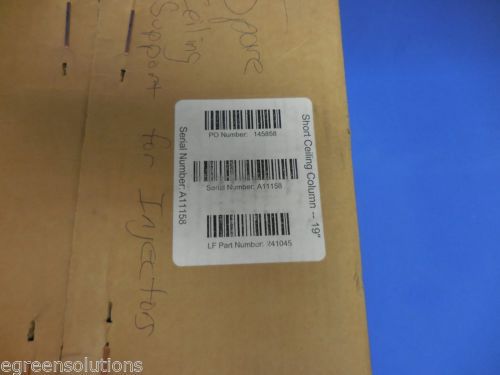 Spare
Ceiling
Support for Injectors
Short Ceiling Column – 19"
PO Number: 145858
Serial Number: A11158
LF Part Number: 241045
Serial Number: A11158
egreensolutions